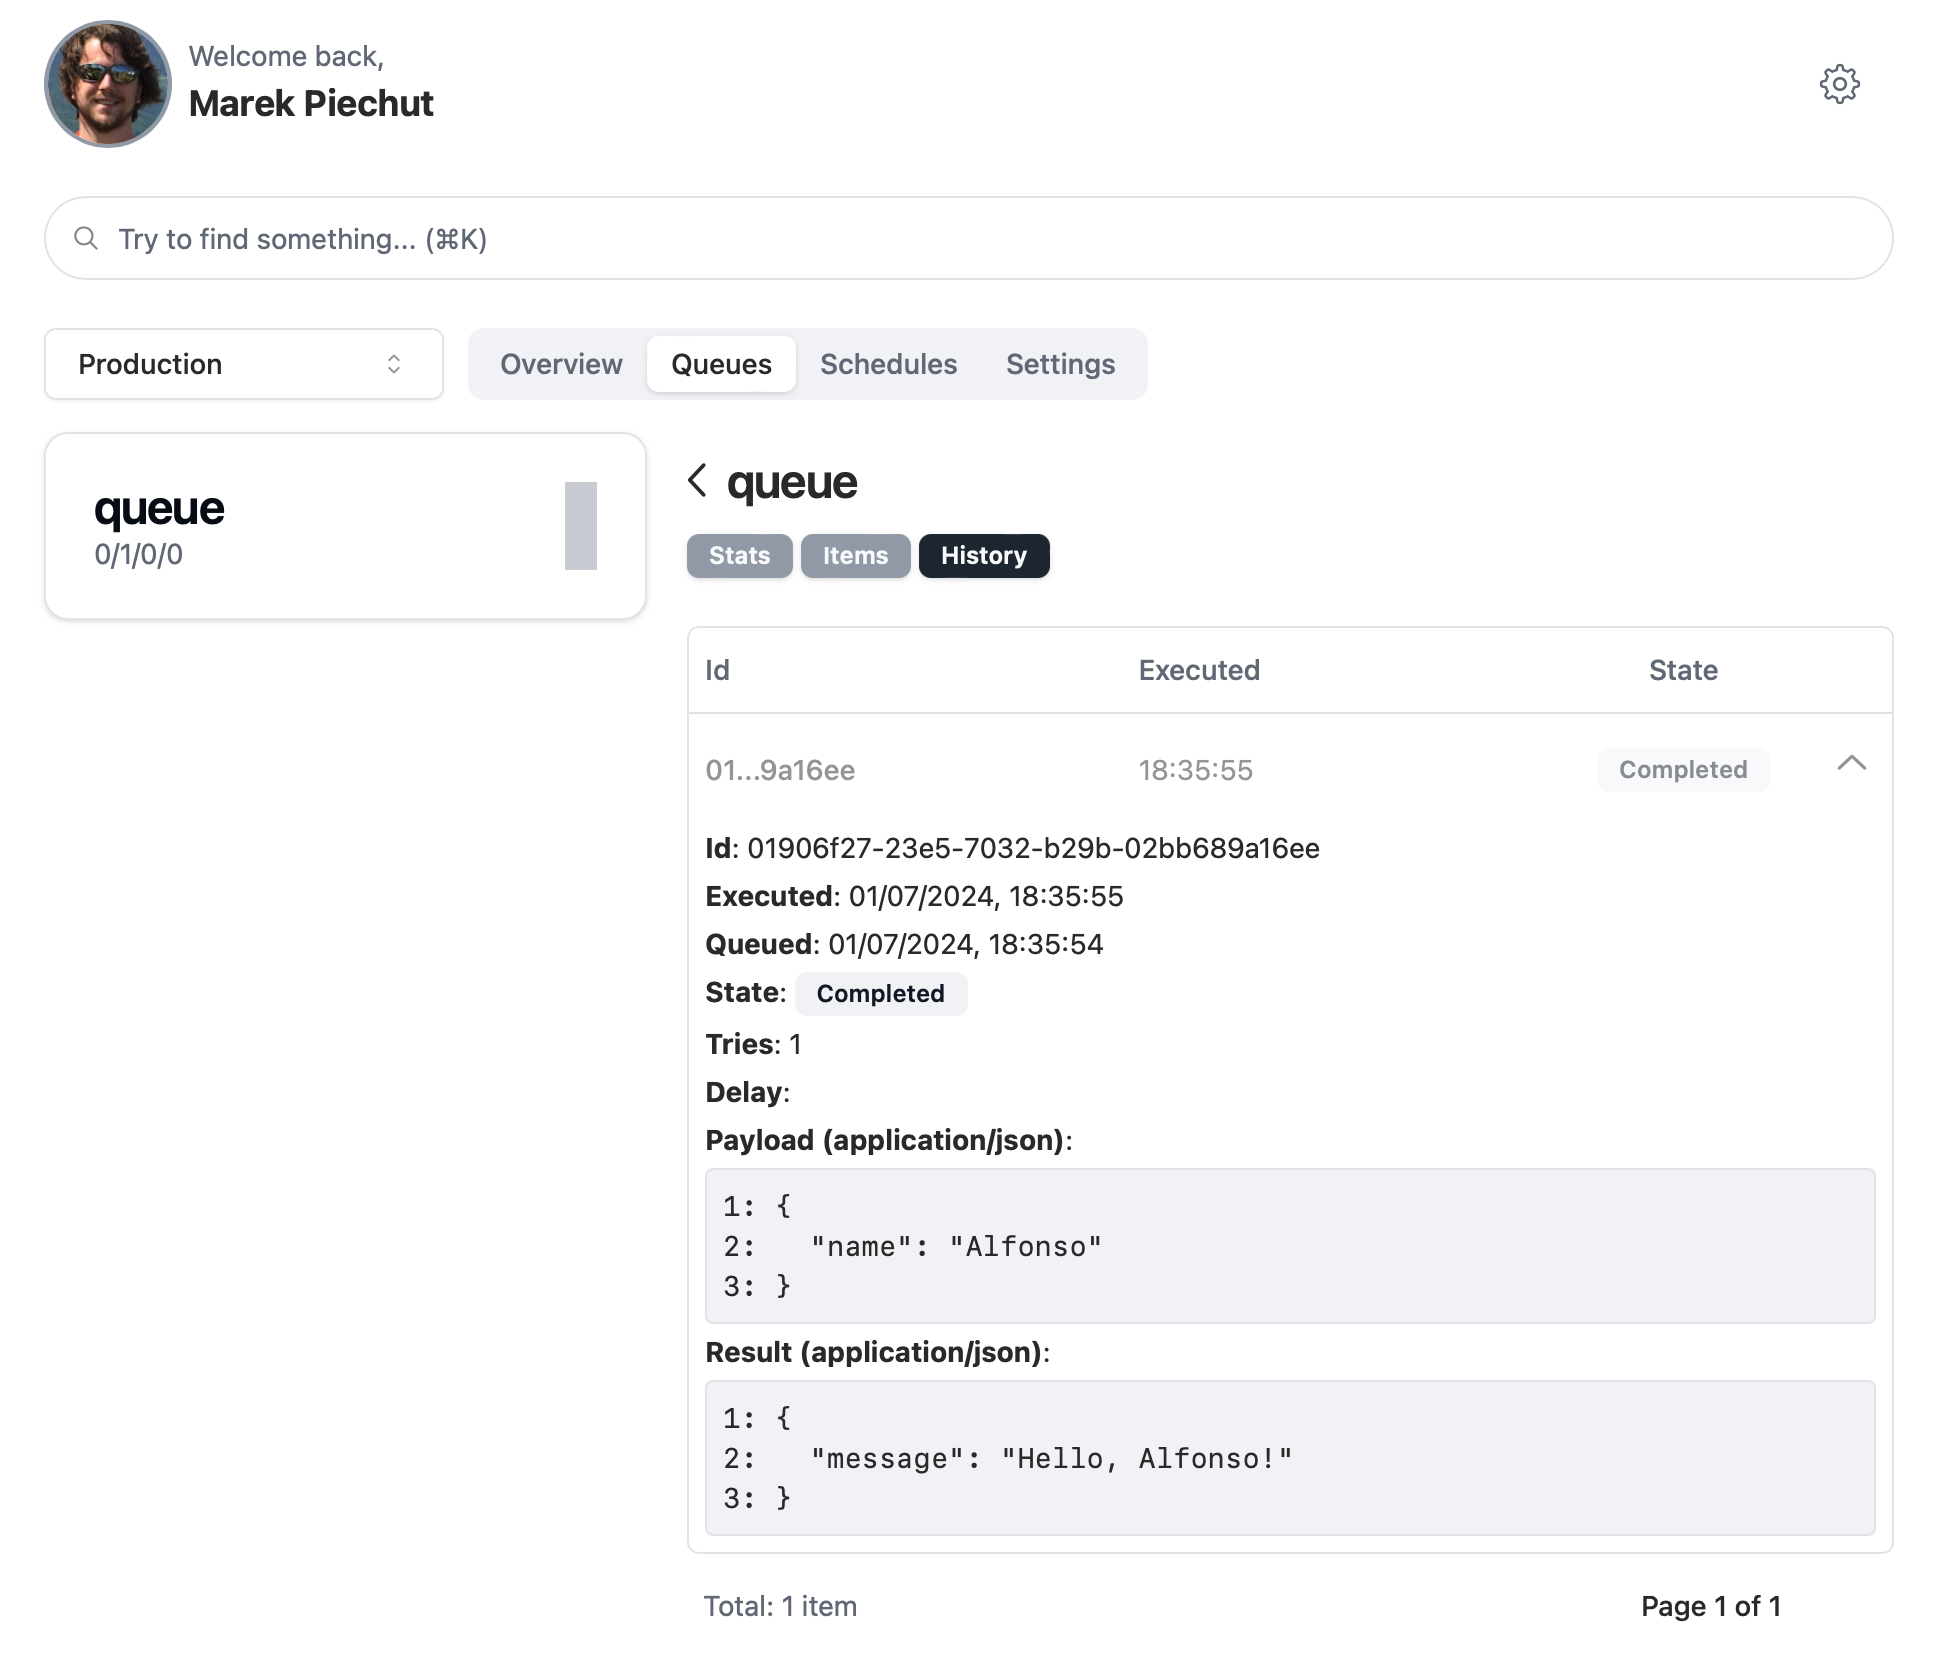 Welcome back,
Marek Piechut
Try to find something... (⌘K)
Production
Overview Queues Schedules Settings
queue
0/1/0/0
queue
Stats Items History
Id Executed State
01...9a16ee 18:35:55 Completed
Id: 01906f27-23e5-7032-b29b-02bb689a16ee
Executed: 01/07/2024, 18:35:55
Queued: 01/07/2024, 18:35:54
State: Completed
Tries: 1
Delay:
Payload (application/json):
1: {
2:   "name": "Alfonso"
3: }
Result (application/json):
1: {
2:   "message": "Hello, Alfonso!"
3: }
Total: 1 item Page 1 of 1